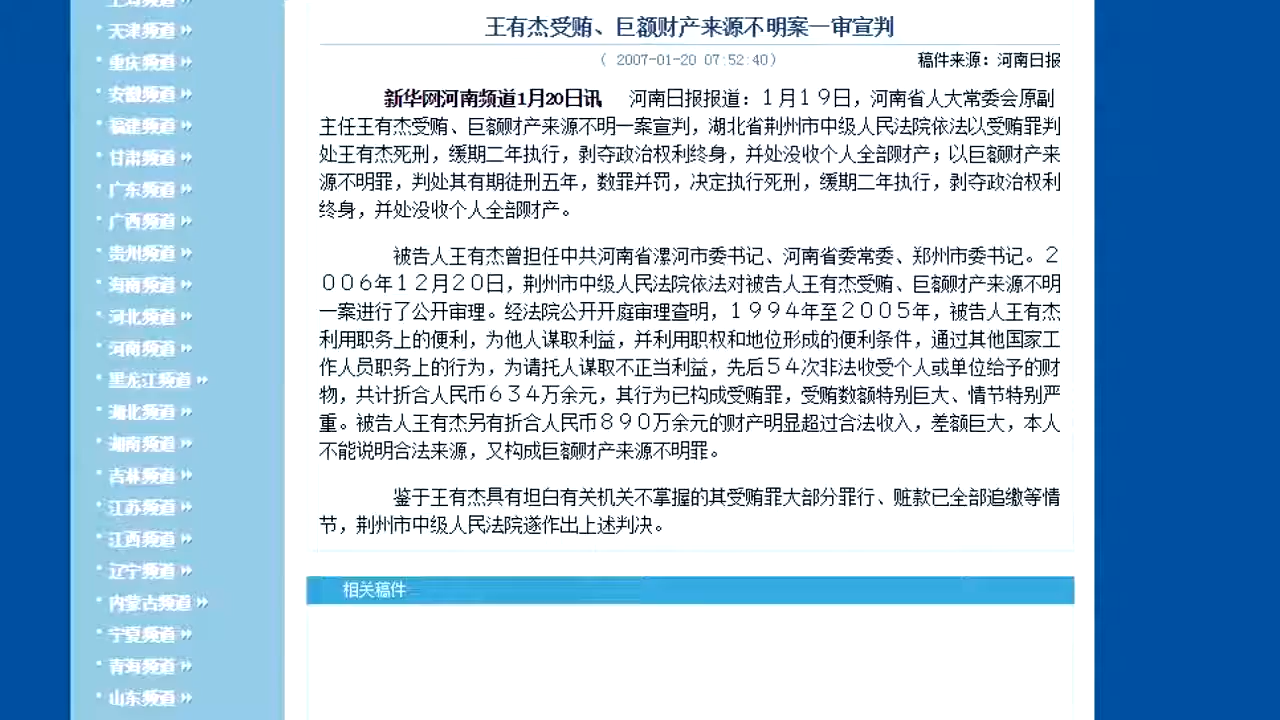 天津频道
重庆频道
安徽频道
福建频道
甘肃频道
广东频道
广西频道
贵州频道
海南频道
河北频道
河南频道
黑龙江频道
湖北频道
湖南频道
吉林频道
江苏频道
江西频道
辽宁频道
内蒙古频道
宁夏频道
青海频道
山东频道
王有杰受贿、巨额财产来源不明案一审宣判
( 2007-01-20 07:52:40)
稿件来源：河南日报
新华网河南频道1月20日讯 河南日报报道：１月１９日，河南省人大常委会原副
主任王有杰受贿、巨额财产来源不明一案宣判，湖北省荆州市中级人民法院依法以受贿罪判
处王有杰死刑，缓期二年执行，剥夺政治权利终身，并处没收个人全部财产；以巨额财产来
源不明罪，判处其有期徒刑五年，数罪并罚，决定执行死刑，缓期二年执行，剥夺政治权利
终身，并处没收个人全部财产。
被告人王有杰曾担任中共河南省漯河市委书记、河南省委常委、郑州市委书记。２
００６年１２月２０日，荆州市中级人民法院依法对被告人王有杰受贿、巨额财产来源不明
一案进行了公开审理。经法院公开开庭审理查明，１９９４年至２００５年，被告人王有杰
利用职务上的便利，为他人谋取利益，并利用职权和地位形成的便利条件，通过其他国家工
作人员职务上的行为，为请托人谋取不正当利益，先后５４次非法收受个人或单位给予的财
物，共计折合人民币６３４万余元，其行为已构成受贿罪，受贿数额特别巨大、情节特别严
重。被告人王有杰另有折合人民币８９０万余元的财产明显超过合法收入，差额巨大，本人
不能说明合法来源，又构成巨额财产来源不明罪。
鉴于王有杰具有坦白有关机关不掌握的其受贿罪大部分罪行、赃款已全部追缴等情
节，荆州市中级人民法院遂作出上述判决。
相关稿件